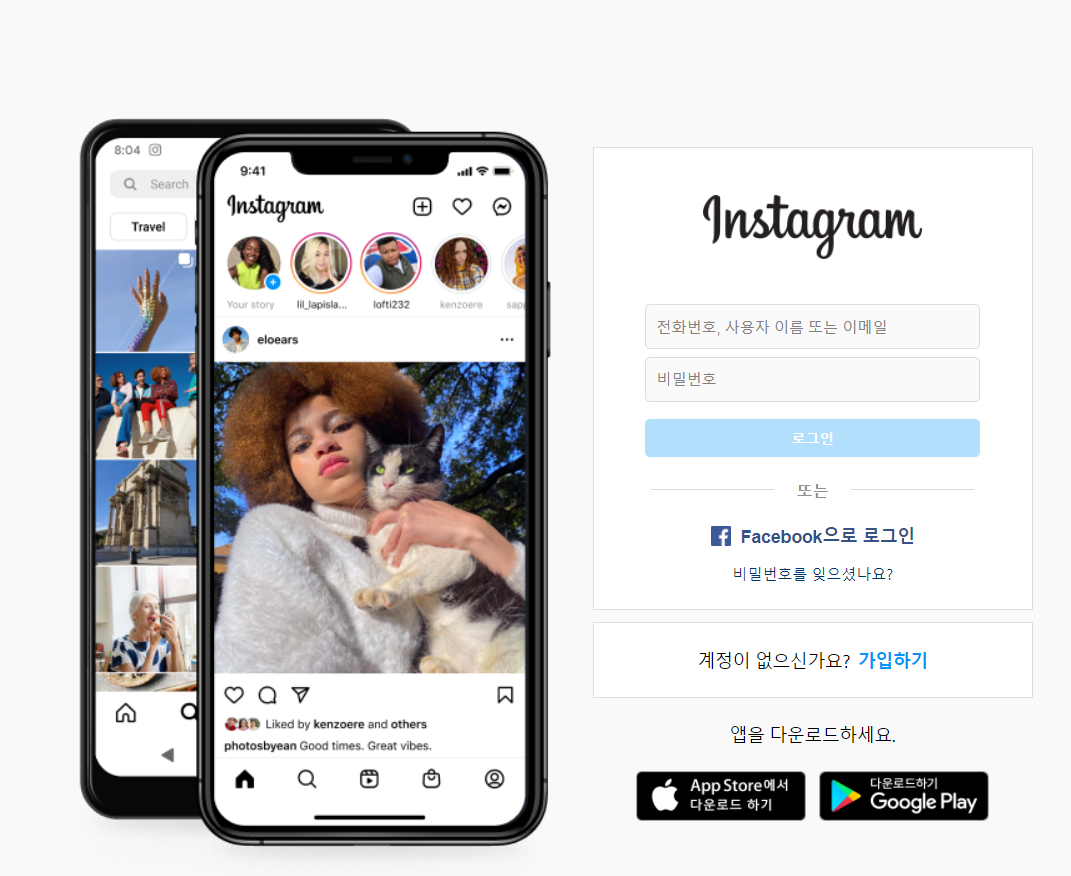 8:04
Search
Travel
9:41
Instagram
Your story
lil_lapisla...
lofti232
kenzoere
eloears
Liked by kenzoere and others
photosbyean Good times. Great vibes.
Instagram
전화번호, 사용자 이름 또는 이메일
비밀번호
로그인
또는
Facebook으로 로그인
비밀번호를 잊으셨나요?
계정이 없으신가요? 가입하기
앱을 다운로드하세요.
App Store에서
다운로드 하기
다운로드하기
Google Play